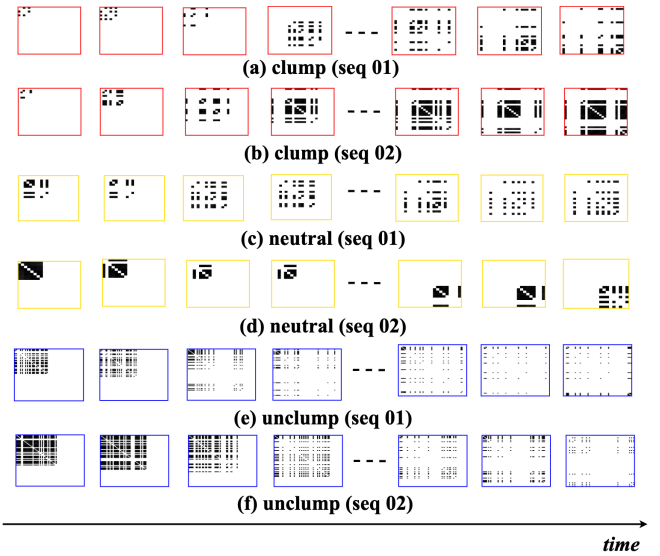 (a) clump (seq 01)
(b) clump (seq 02)
(c) neutral (seq 01)
(d) neutral (seq 02)
(e) unclump (seq 01)
(f) unclump (seq 02)
time